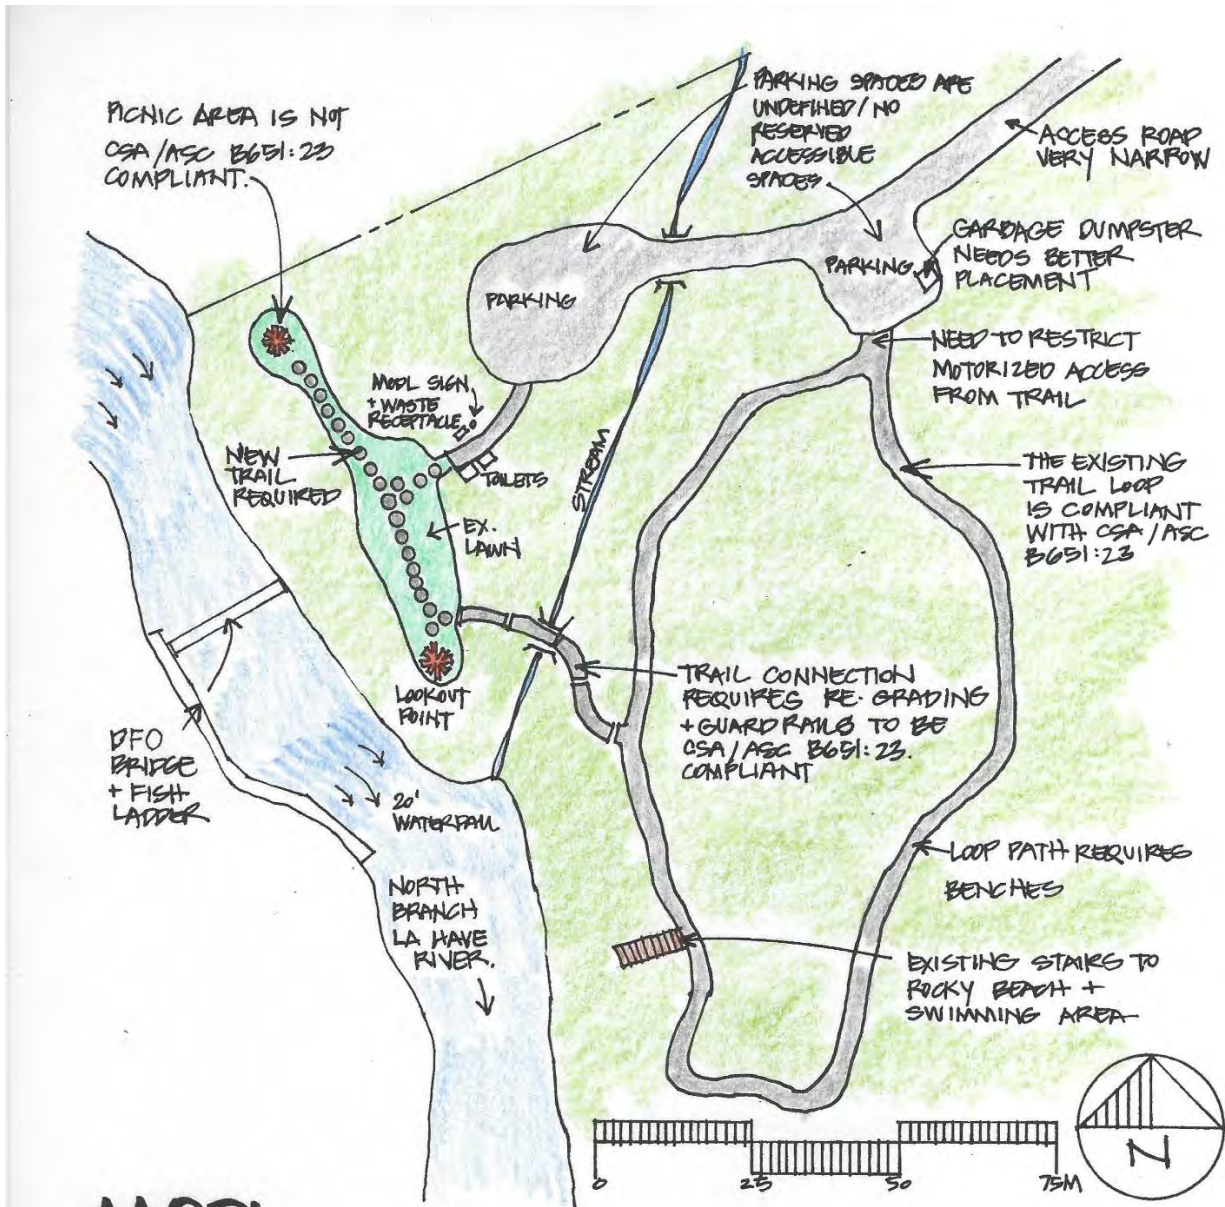 PICNIC AREA IS NOT
CSA/ASC B651:23
COMPLIANT.
PARKING SPACES ARE
UNDEFINED/NO
RESERVED
ACCESSIBLE
SPACES
ACCESS ROAD
VERY NARROW
GARBAGE DUMPSTER
NEEDS BETTER
PLACEMENT
PARKING
PARKING
NEED TO RESTRICT
MOTORIZED ACCESS
FROM TRAIL
MODL SIGN
+ WASTE
RECEPTACLE
NEW
TRAIL
REQUIRED
TOILETS
STREAM
EX.
LAWN
THE EXISTING
TRAIL LOOP
IS COMPLIANT
WITH CSA/ASC
B651:23
LOOKOUT
POINT
TRAIL CONNECTION
REQUIRES RE-GRADING
+ GUARD RAILS TO BE
CSA/ASC B651:23.
COMPLIANT
DFO
BRIDGE
+ FISH
LADDER
20'
WATERFALL
LOOP PATH REQUIRES
BENCHES
NORTH
BRANCH
LA HAVE
RIVER.
EXISTING STAIRS TO
ROCKY BEACH +
SWIMMING AREA
N
0 25 50 75M